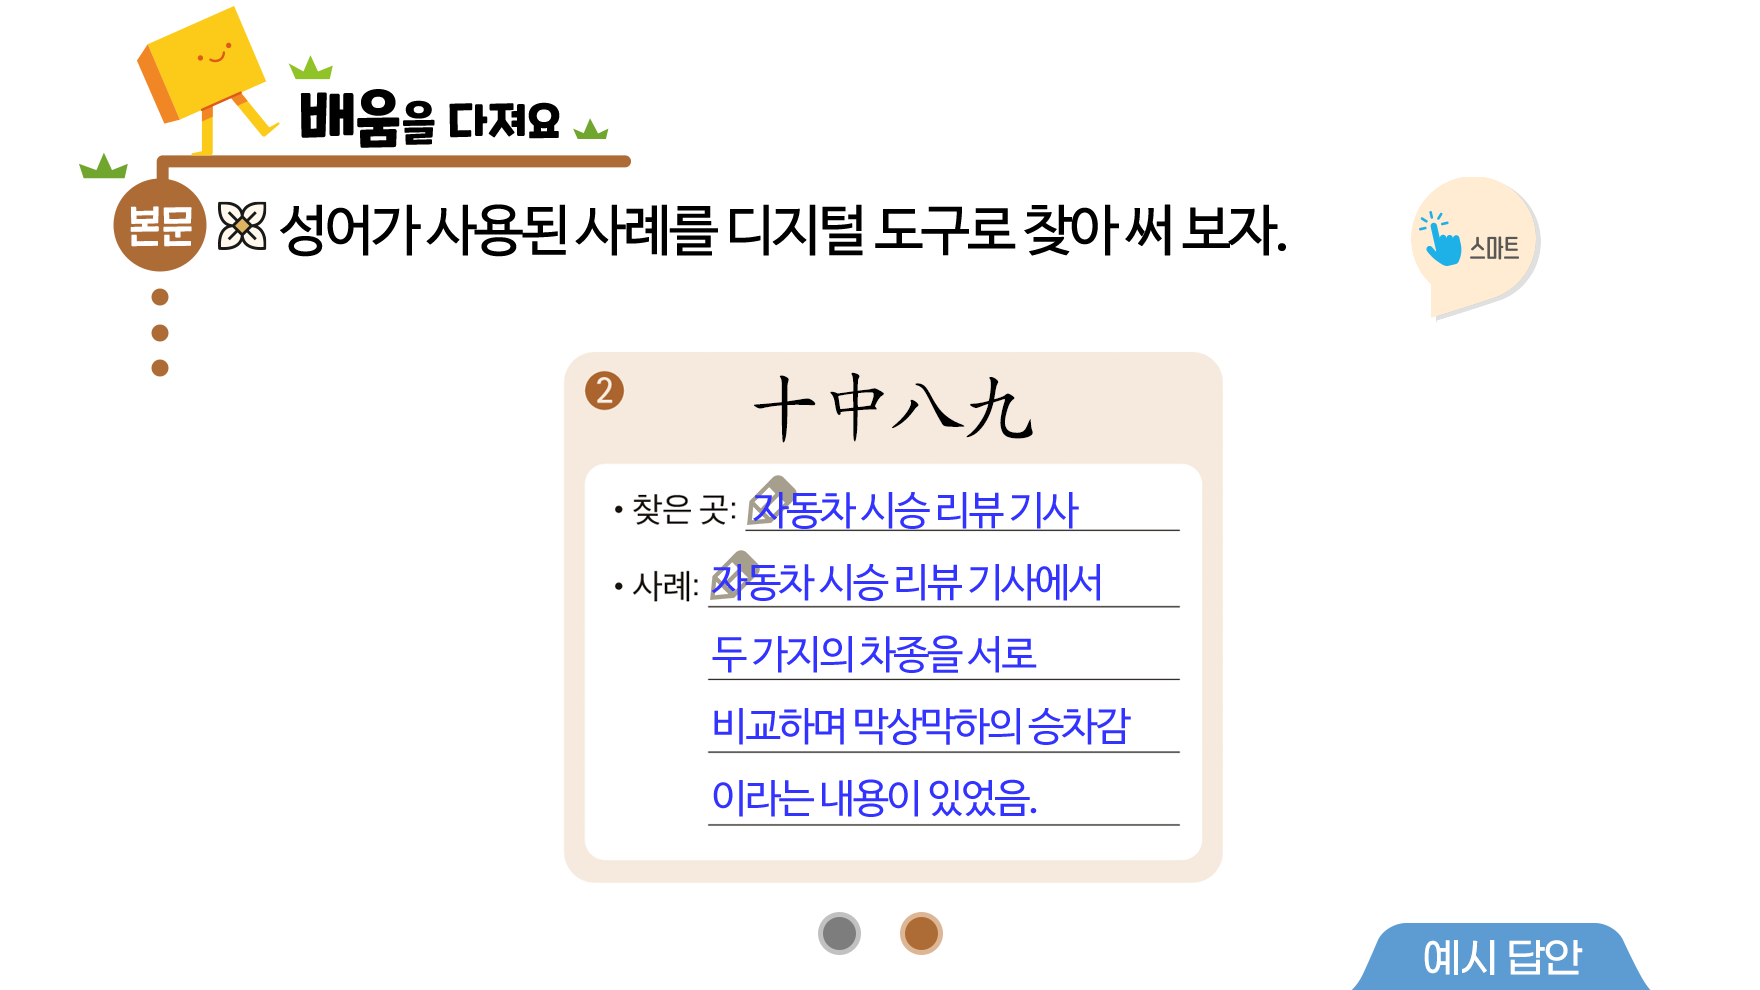 배움을 다져요
본문 성어가 사용된 사례를 디지털 도구로 찾아 써 보자.
스마트
2 十中八九
• 찾은 곳: 자동차 시승 리뷰 기사
• 사례: 자동차 시승 리뷰 기사에서
두 가지의 차종을 서로
비교하며 막상막하의 승차감
이라는 내용이 있었음.
예시 답안